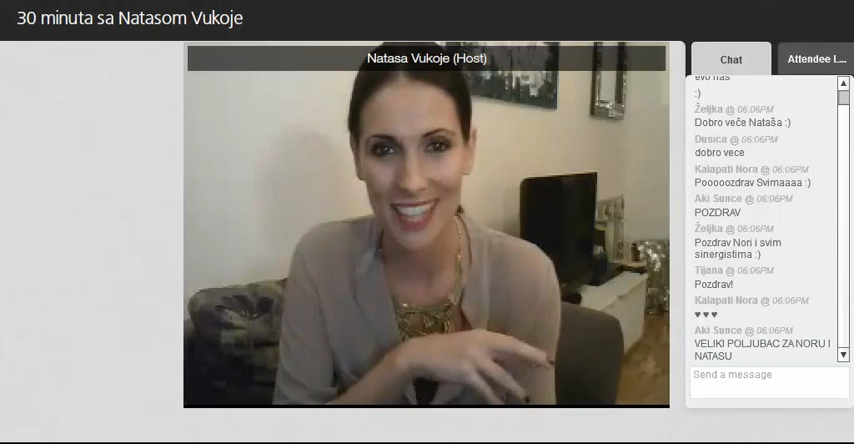 30 minuta sa Natasom Vukoje
Natasa Vukoje (Host)
Chat
Attendee L...
evo nas
:)
Željka @ 06:06PM
Dobro veče Nataša :)
Dusica @ 06:06PM
dobro vece
Kalapati Nora @ 06:06PM
Pooooozdrav Svimaaaa :)
Aki Sunce @ 06:06PM
POZDRAV
Željka @ 06:06PM
Pozdrav Nori i svim
sinergistima :)
Tijana @ 06:06PM
Pozdrav!
Kalapati Nora @ 06:06PM
♥ ♥ ♥
Aki Sunce @ 06:06PM
VELIKI POLJUBAC ZA NORU I
NATASU
Send a message